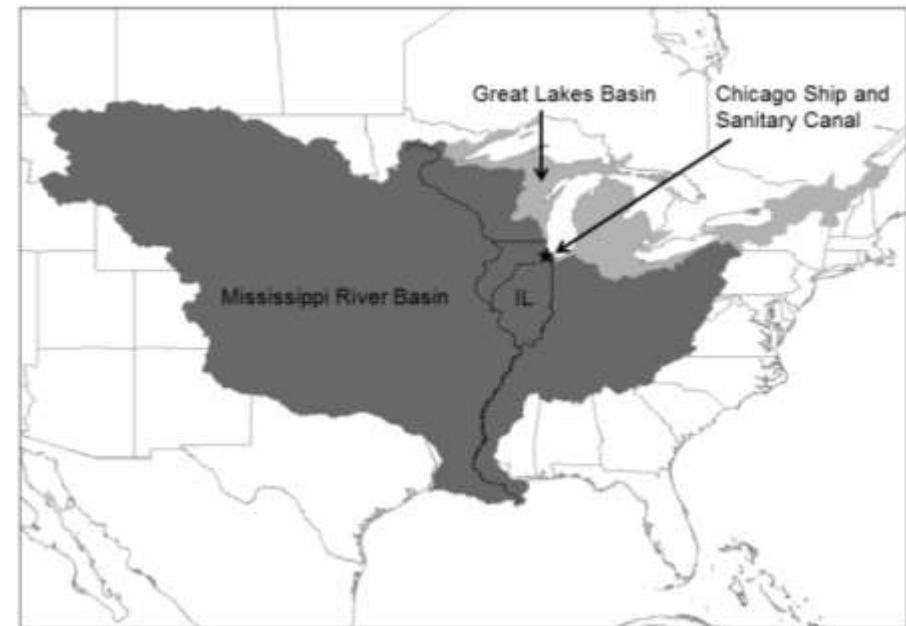 Great Lakes Basin
Chicago Ship and
Sanitary Canal
Mississippi River Basin
IL